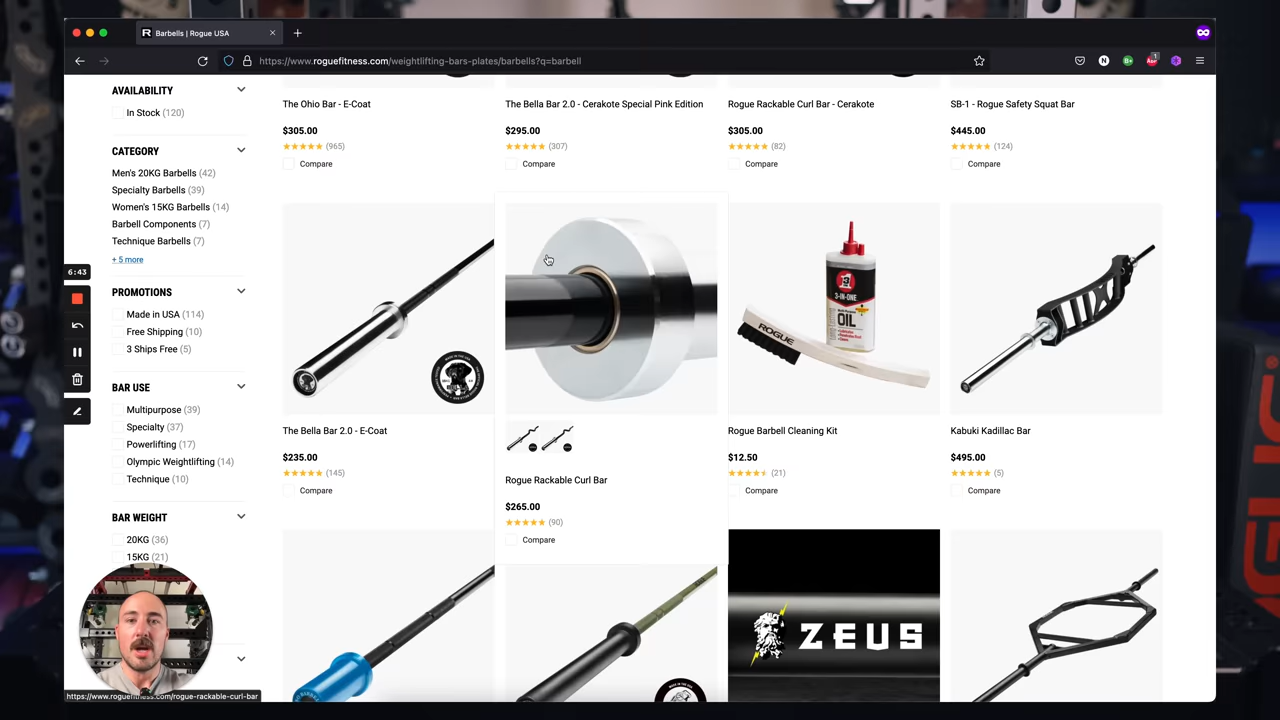 Barbells | Rogue USA
https://www.roguefitness.com/weightlifting-bars-plates/barbells?q=barbell
AVAILABILITY
In Stock (120)
CATEGORY
Men's 20KG Barbells (42)
Specialty Barbells (39)
Women's 15KG Barbells (14)
Barbell Components (7)
Technique Barbells (7)
+ 5 more
PROMOTIONS
Made in USA (114)
Free Shipping (10)
3 Ships Free (5)
BAR USE
Multipurpose (39)
Specialty (37)
Powerlifting (17)
Olympic Weightlifting (14)
Technique (10)
BAR WEIGHT
20KG (36)
15KG (21)
6:43
The Ohio Bar - E-Coat
$305.00
(965)
Compare
The Bella Bar 2.0 - Cerakote Special Pink Edition
$295.00
(307)
Compare
Rogue Rackable Curl Bar - Cerakote
$305.00
(82)
Compare
SB-1 - Rogue Safety Squat Bar
$445.00
(124)
Compare
The Bella Bar 2.0 - E-Coat
$235.00
(145)
Compare
Rogue Rackable Curl Bar
$265.00
(90)
Compare
3-IN-ONE
OIL
ROGUE
Rogue Barbell Cleaning Kit
$12.50
(21)
Compare
Kabuki Kadillac Bar
$495.00
(5)
Compare
ZEUS
https://www.roguefitness.com/rogue-rackable-curl-bar